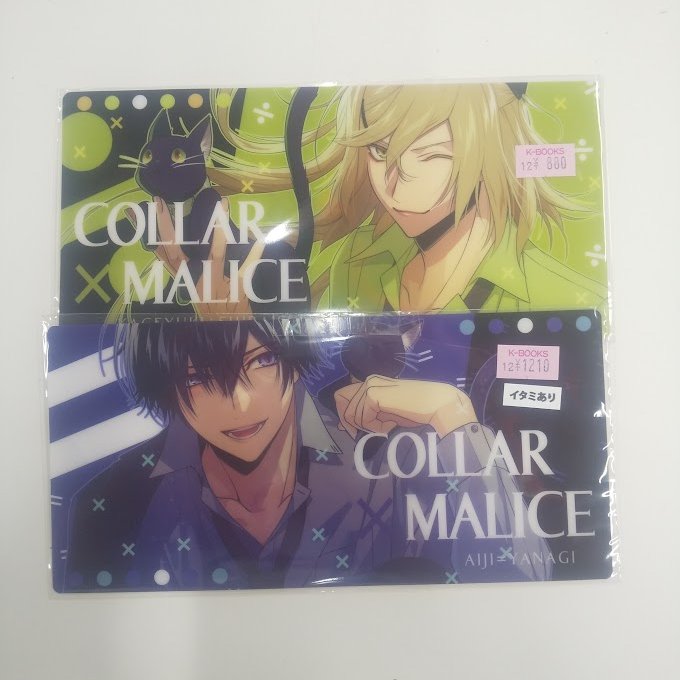 K-BOOKS
12¥ 880
COLLAR
×MALICE
K-BOOKS
12¥ 1210
イタミあり
COLLAR
×MALICE
AIJI=YANAGI